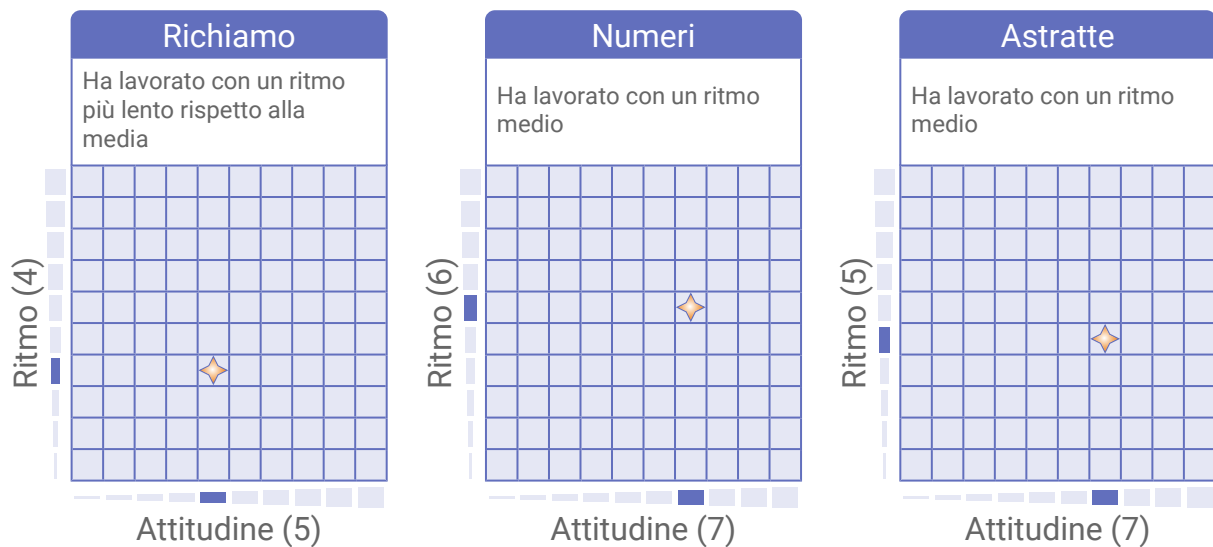 Richiamo
Ha lavorato con un ritmo
più lento rispetto alla
media
Ritmo (4)
Attitudine (5)
Numeri
Ha lavorato con un ritmo
medio
Ritmo (6)
Attitudine (7)
Astratte
Ha lavorato con un ritmo
medio
Ritmo (5)
Attitudine (7)